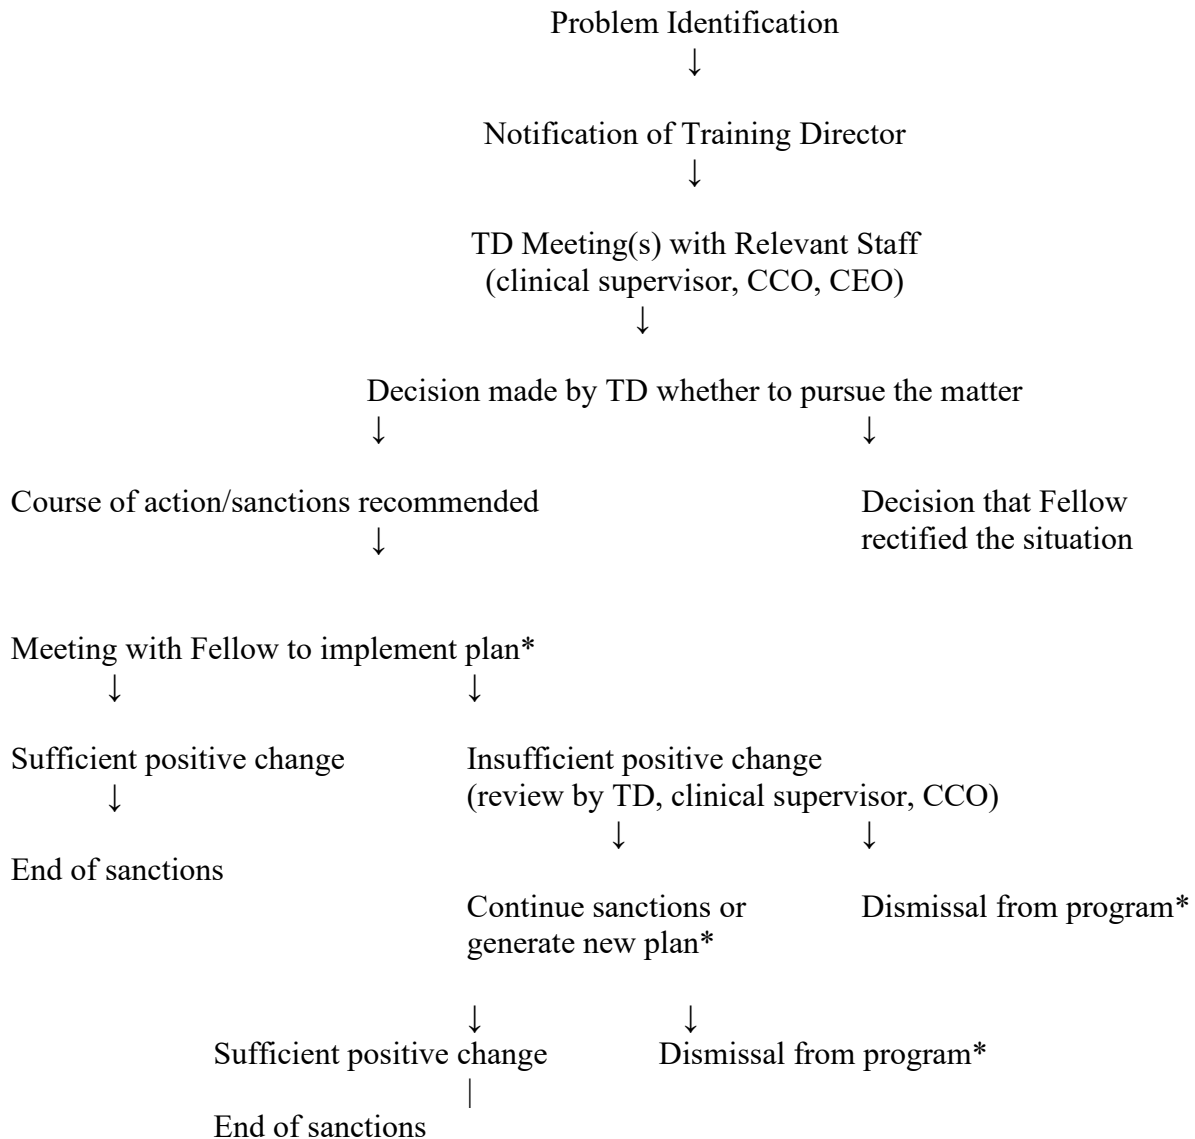 Problem Identification
↓
Notification of Training Director
↓
TD Meeting(s) with Relevant Staff
(clinical supervisor, CCO, CEO)
↓
Decision made by TD whether to pursue the matter
↓ ↓
Course of action/sanctions recommended
↓
Decision that Fellow
rectified the situation
Meeting with Fellow to implement plan*
↓ ↓
Sufficient positive change
↓
End of sanctions
Insufficient positive change
(review by TD, clinical supervisor, CCO)
↓ ↓
Continue sanctions or
generate new plan*
Dismissal from program*
↓ ↓
Sufficient positive change
|
End of sanctions
Dismissal from program*